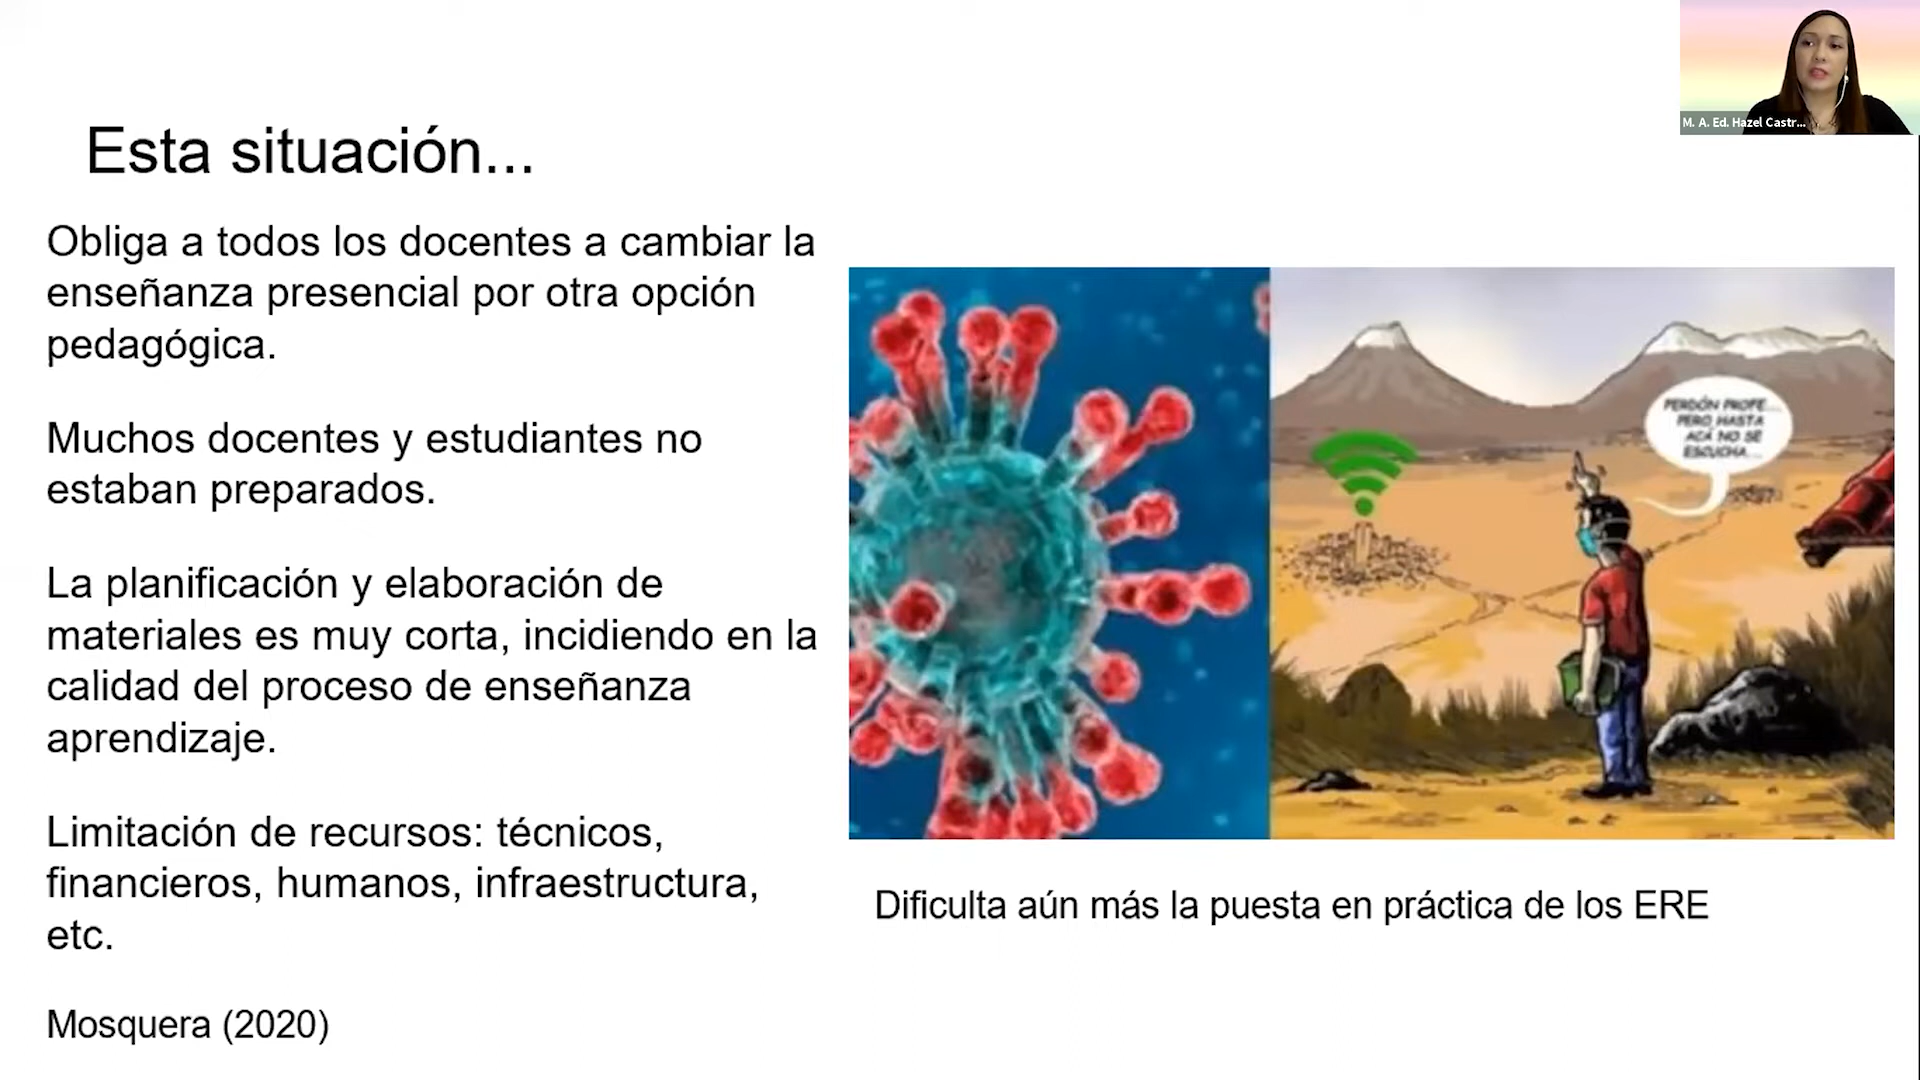 M. A. Ed. Hazel Castr...
Esta situación...
Obliga a todos los docentes a cambiar la
enseñanza presencial por otra opción
pedagógica.
Muchos docentes y estudiantes no
estaban preparados.
La planificación y elaboración de
materiales es muy corta, incidiendo en la
calidad del proceso de enseñanza
aprendizaje.
Limitación de recursos: técnicos,
financieros, humanos, infraestructura,
etc.
Mosquera (2020)
PERDÓN PROFE...
PERO HASTA
ACÁ NO SE
ESCUCHA...
Dificulta aún más la puesta en práctica de los ERE